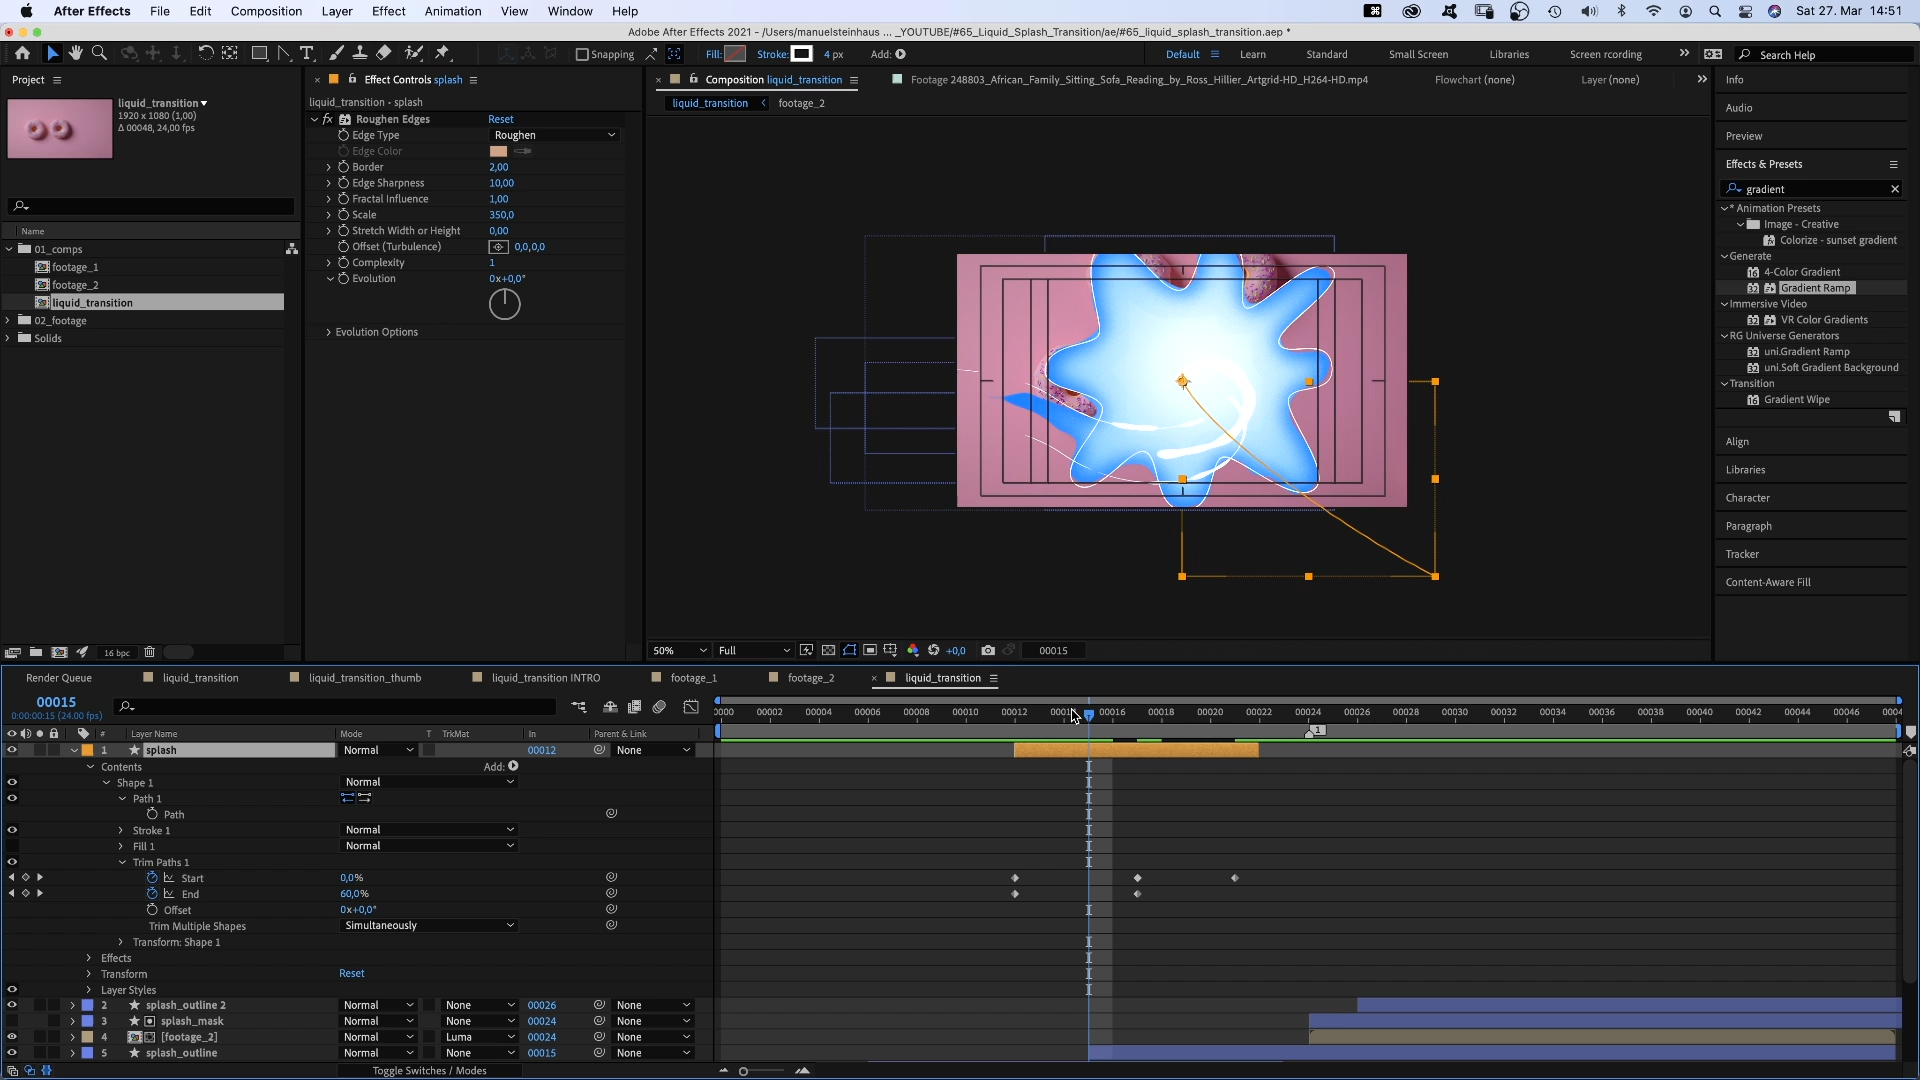 After Effects File Edit Composition Layer Effect Animation View Window Help Sat 27. Mar 14:51
Adobe After Effects 2021 - /Users/manuelsteinhaus ... _YOUTUBE/#65_Liquid_Splash_Transition/ae/#65_liquid_splash_transition.aep *
Snapping Fill: Stroke: 4 px Add: Default Learn Standard Small Screen Libraries Screen recording Search Help
Project Effect Controls splash Composition liquid_transition Footage 248803_African_Family_Sitting_Sofa_Reading_by_Ross_Hillier_Artgrid-HD_H264-HD.mp4 Flowchart (none) Layer (none) Info
liquid_transition
1920 x 1080 (1,00)
Δ 00048, 24,00 fps
liquid_transition • splash
liquid_transition footage_2
Roughen Edges Reset
Edge Type Roughen
Edge Color
Border 2,00
Edge Sharpness 10,00
Fractal Influence 1,00
Scale 350,0
Stretch Width or Height 0,00
Offset (Turbulence) 0,0,0,0
Complexity 1
Evolution 0x+0,0°
Evolution Options
Name
01_comps
footage_1
footage_2
liquid_transition
02_footage
Solids
16 bpc
Audio
Preview
Effects & Presets
gradient
* Animation Presets
Image - Creative
Colorize - sunset gradient
Generate
4-Color Gradient
Gradient Ramp
Immersive Video
VR Color Gradients
RG Universe Generators
uni.Gradient Ramp
uni.Soft Gradient Background
Transition
Gradient Wipe
Align
Libraries
Character
Paragraph
Tracker
Content-Aware Fill
50% Full +0,0 00015
Render Queue liquid_transition liquid_transition_thumb liquid_transition INTRO footage_1 footage_2 liquid_transition
00015
0:00:00:15 (24.00 fps)
0000 00002 00004 00006 00008 00010 00012 00016 00018 00020 00022 00024 00026 00028 00030 00032 00034 00036 00038 00040 00042 00044 00046
# Layer Name Mode T TrkMat In Parent & Link
1
1 splash Normal 00012 None
Contents Add:
Shape 1 Normal
Path 1
Path
Stroke 1 Normal
Fill 1 Normal
Trim Paths 1
Start 0,0%
End 60,0%
Offset 0x+0,0°
Trim Multiple Shapes Simultaneously
Transform: Shape 1
Effects
Transform Reset
Layer Styles
2 splash_outline 2 Normal None 00026 None
3 splash_mask Normal None 00024 None
4 [footage_2] Normal Luma 00024 None
5 splash_outline Normal None 00015 None
Toggle Switches / Modes